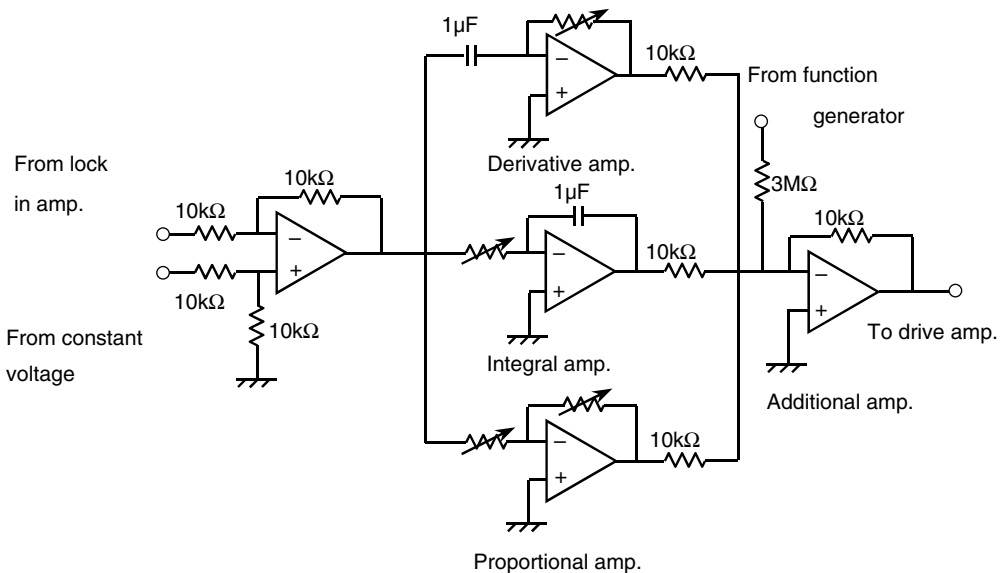 1µF
10kΩ
From function
generator
Derivative amp.
From lock
in amp.
10kΩ
10kΩ
1µF
3MΩ
10kΩ
10kΩ
10kΩ
10kΩ
From constant
voltage
To drive amp.
Integral amp.
Additional amp.
10kΩ
Proportional amp.
−
+
−
+
−
+
−
+
−
+